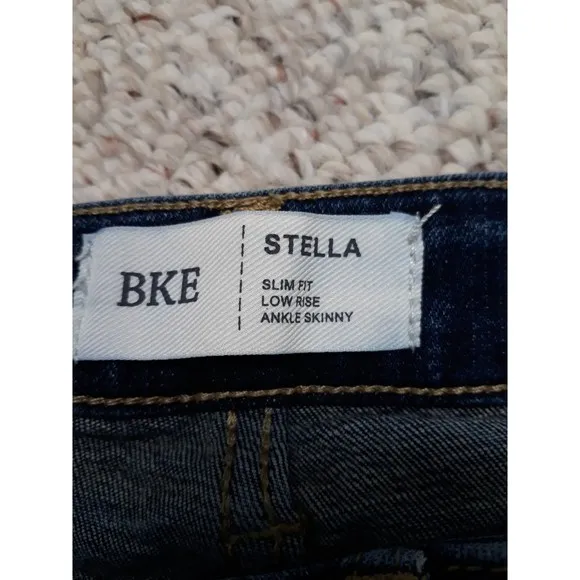 BKE
STELLA
SLIM FIT
LOW RISE
ANKLE SKINNY